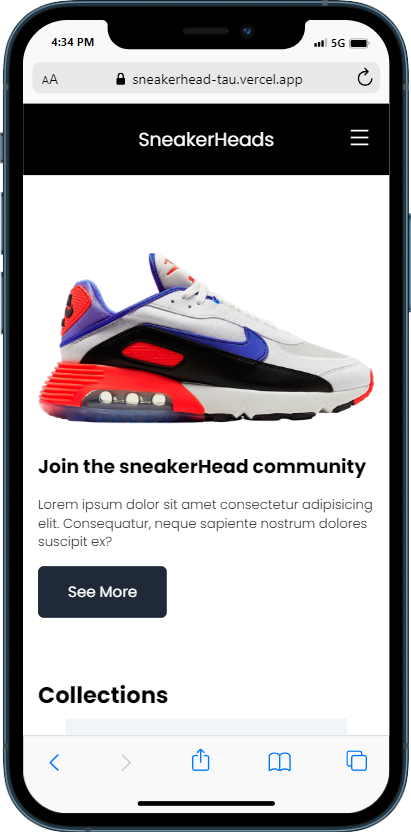 4:34 PM 5G
AA sneakerhead-tau.vercel.app
SneakerHeads
Join the sneakerHead community
Lorem ipsum dolor sit amet consectetur adipisicing
elit. Consequatur, neque sapiente nostrum dolores
suscipit ex?
See More
Collections